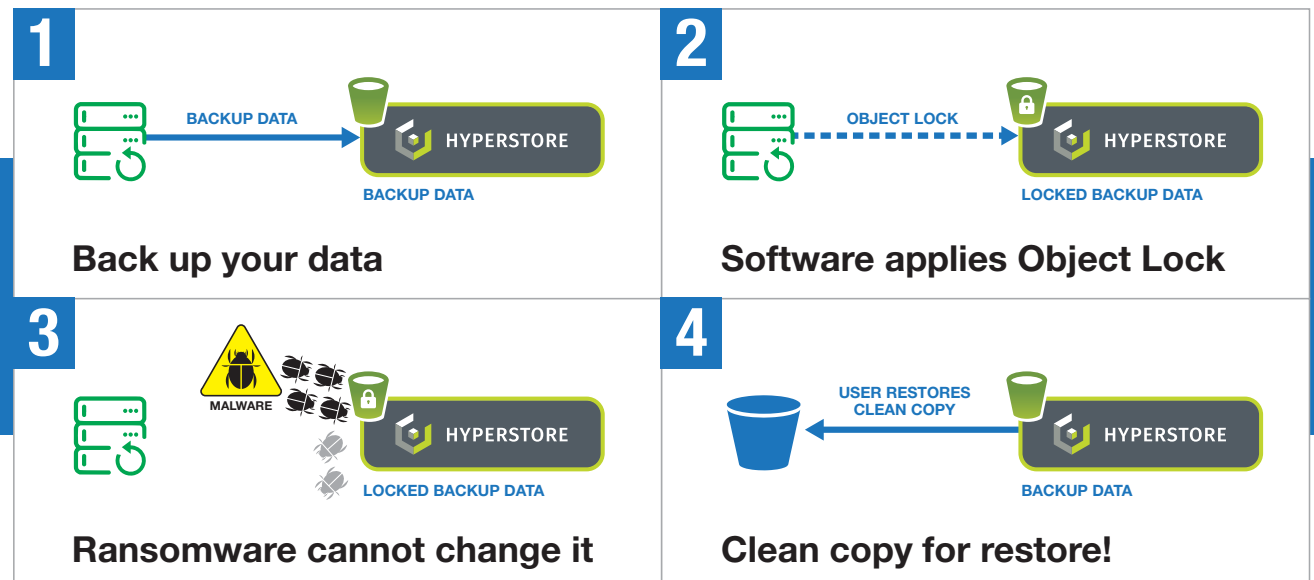 1
BACKUP DATA
HYPERSTORE
BACKUP DATA
Back up your data
2
OBJECT LOCK
HYPERSTORE
LOCKED BACKUP DATA
Software applies Object Lock
3
MALWARE
HYPERSTORE
LOCKED BACKUP DATA
Ransomware cannot change it
4
USER RESTORES
CLEAN COPY
HYPERSTORE
BACKUP DATA
Clean copy for restore!